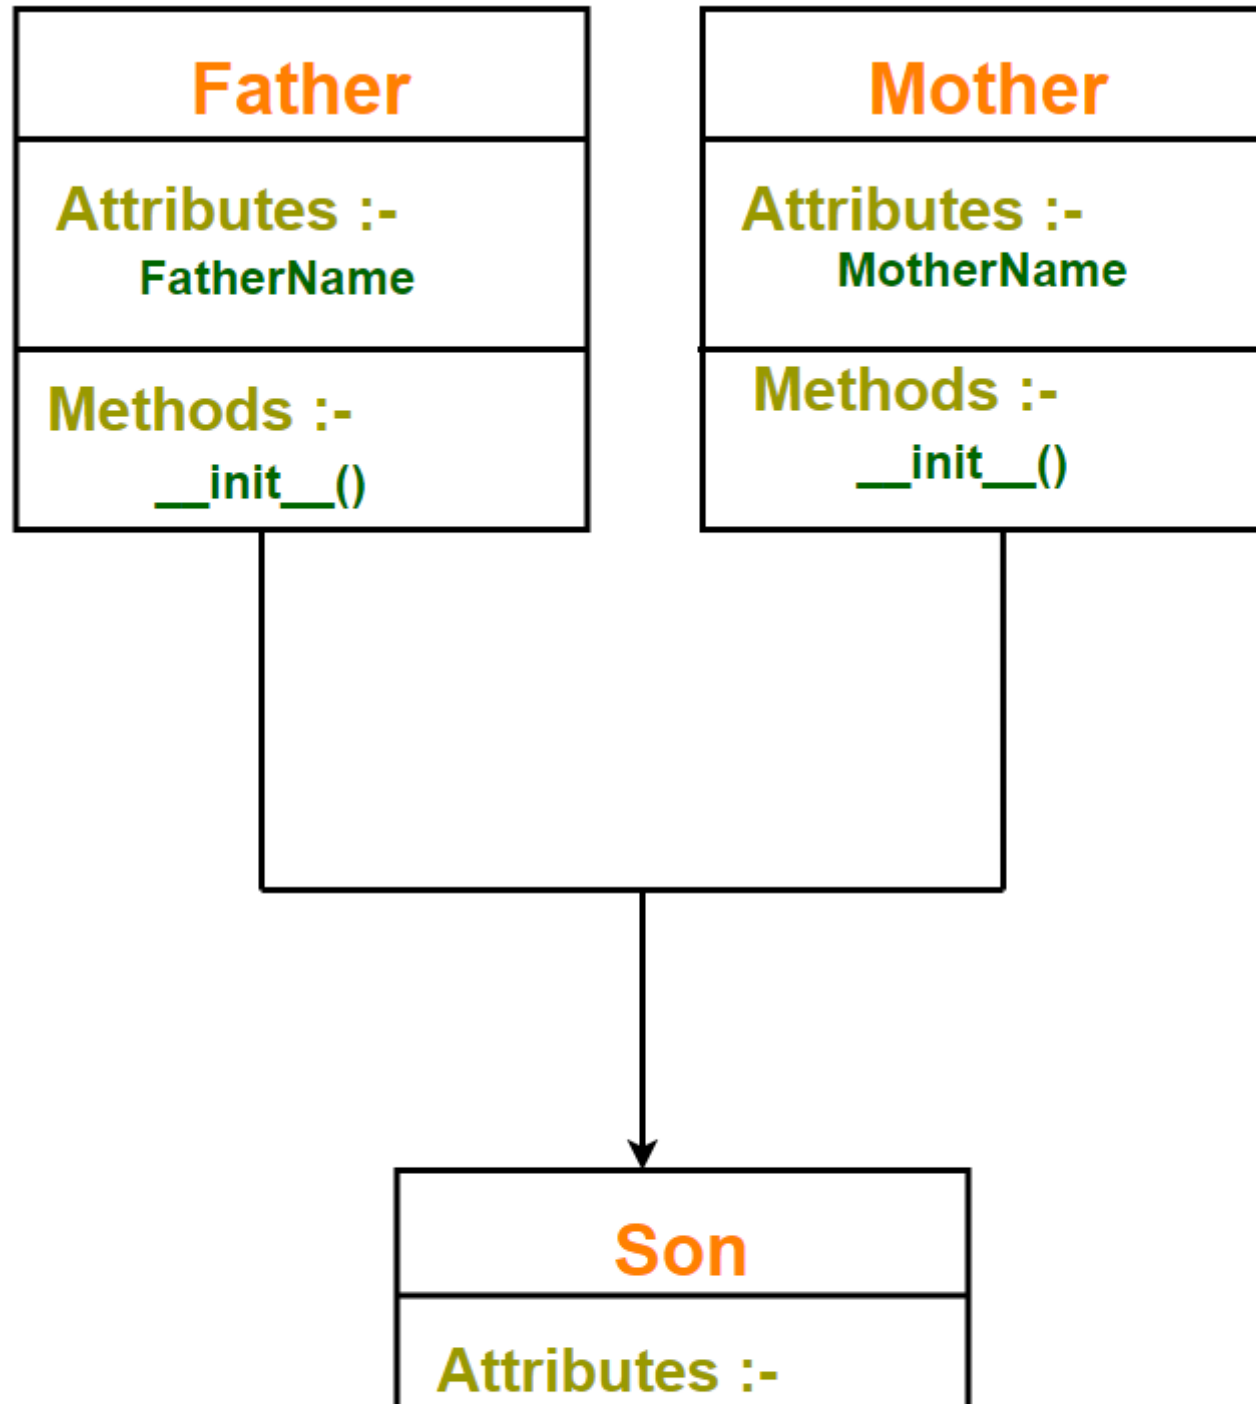 Father
Attributes :-
FatherName
Methods :-
__init__()
Mother
Attributes :-
MotherName
Methods :-
__init__()
Son
Attributes :-